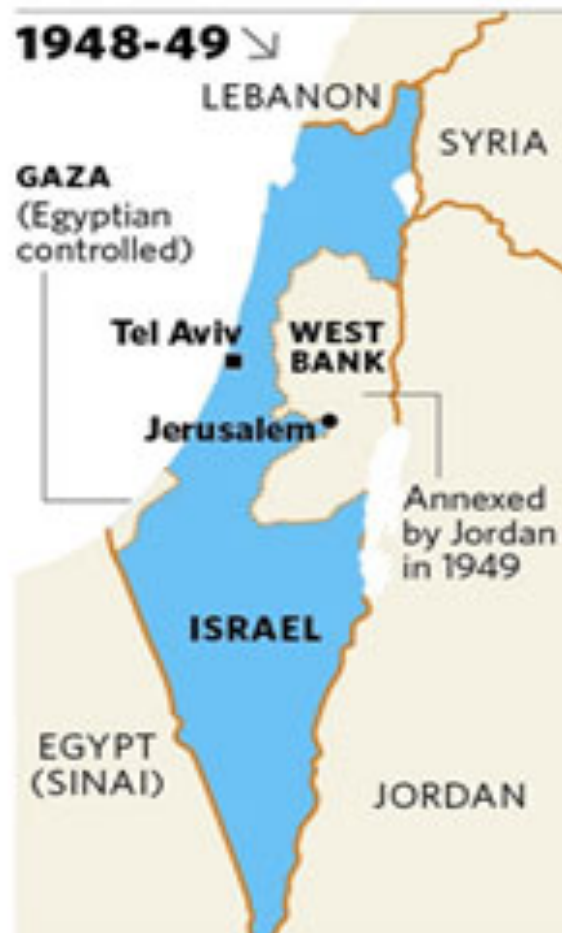 1948-49
LEBANON
SYRIA
GAZA
(Egyptian
controlled)
Tel Aviv
WEST
BANK
Jerusalem
Annexed
by Jordan
in 1949
ISRAEL
EGYPT
(SINAI)
JORDAN